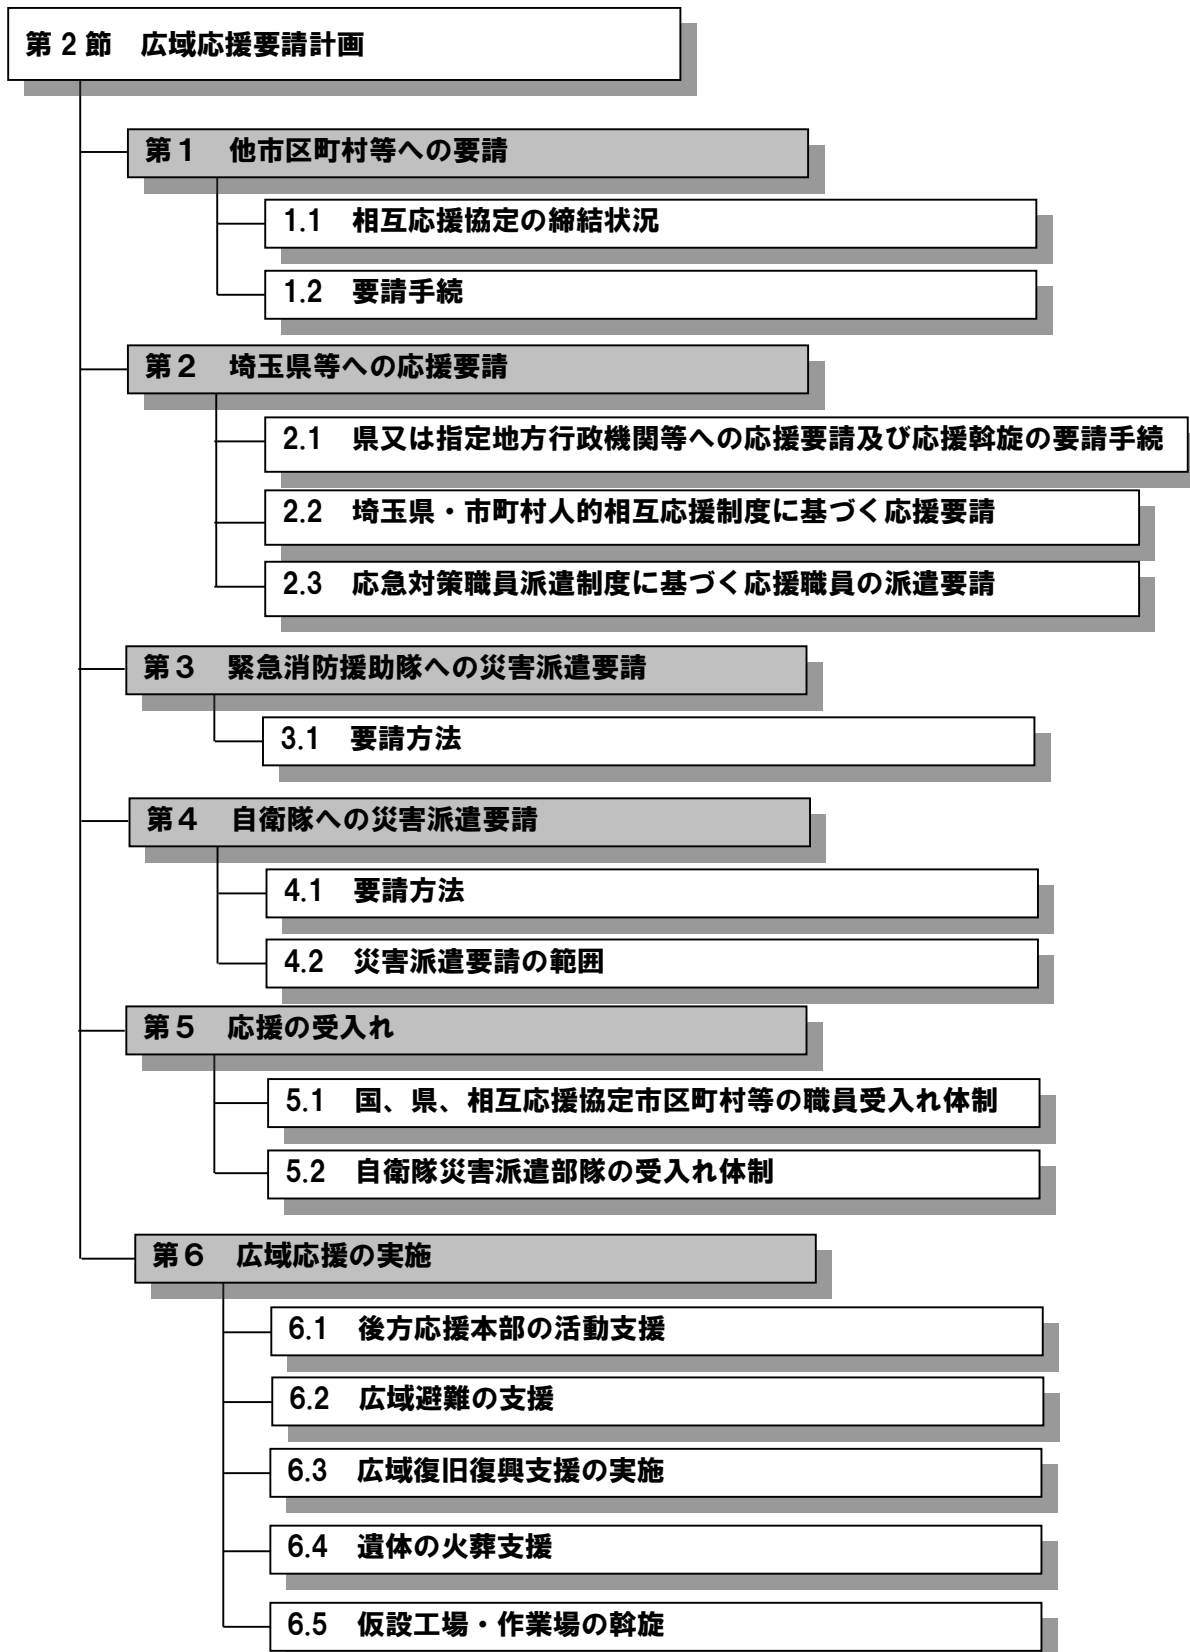 第2節　広域応援要請計画
第１　他市区町村等への要請
1.1　相互応援協定の締結状況
1.2　要請手続
第２　埼玉県等への応援要請
2.1　県又は指定地方行政機関等への応援要請及び応援斡旋の要請手続
2.2　埼玉県・市町村人的相互応援制度に基づく応援要請
2.3　応急対策職員派遣制度に基づく応援職員の派遣要請
第３　緊急消防援助隊への災害派遣要請
3.1　要請方法
第４　自衛隊への災害派遣要請
4.1　要請方法
4.2　災害派遣要請の範囲
第５　応援の受入れ
5.1　国、県、相互応援協定市区町村等の職員受入れ体制
5.2　自衛隊災害派遣部隊の受入れ体制
第６　広域応援の実施
6.1　後方応援本部の活動支援
6.2　広域避難の支援
6.3　広域復旧復興支援の実施
6.4　遺体の火葬支援
6.5　仮設工場・作業場の斡旋